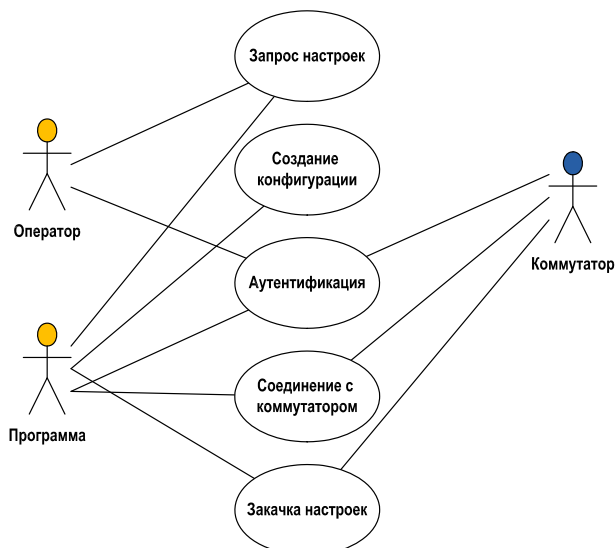 Запрос настроек
Создание
конфигурации
Оператор
Аутентификация
Коммутатор
Соединение с
коммутатором
Программа
Закачка настроек